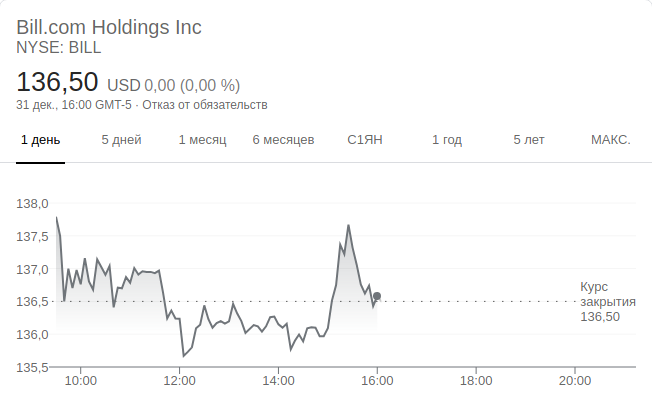 Bill.com Holdings Inc
NYSE: BILL
136,50 USD 0,00 (0,00 %)
31 дек., 16:00 GMT-5 · Отказ от обязательств
1 день 5 дней 1 месяц 6 месяцев С1ЯН 1 год 5 лет МАКС.
138,0
137,5
137,0
136,5
136,0
135,5
Курс
закрытия
136,50
10:00 12:00 14:00 16:00 18:00 20:00